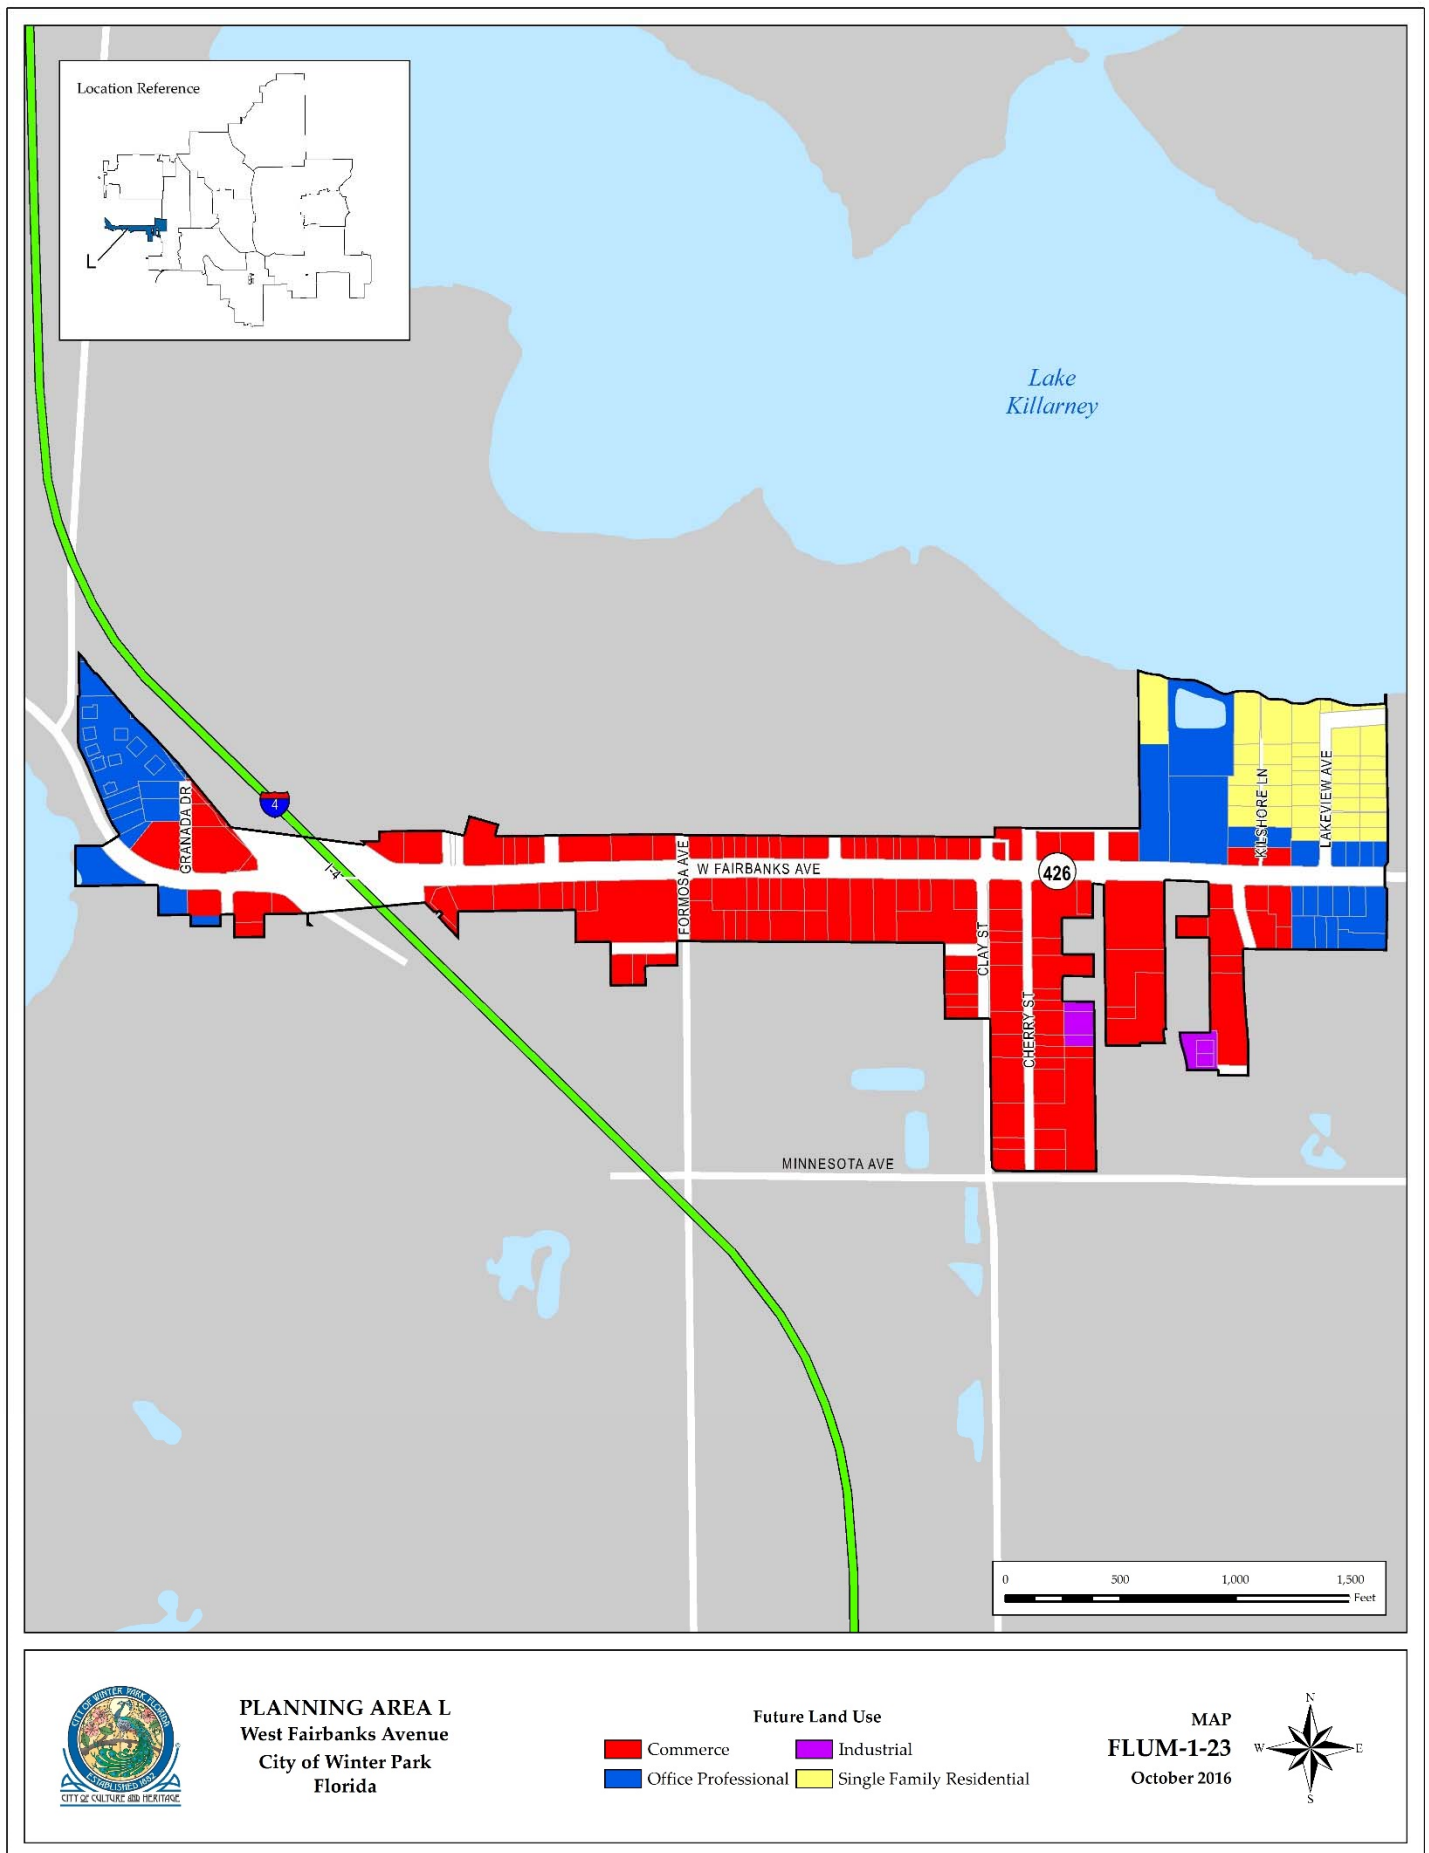 Location Reference
L
Lake
Killarney
4
I-4
GRANADA DR
FORMOSA AVE
W FAIRBANKS AVE
426
CLAY ST
CHERRY ST
KILSHORE LN
LAKEVIEW AVE
MINNESOTA AVE
0 500 1,000 1,500
Feet
CITY OF WINTER PARK FLORIDA
ESTABLISHED 1882
CITY OF CULTURE AND HERITAGE
PLANNING AREA L
West Fairbanks Avenue
City of Winter Park
Florida
Future Land Use
Commerce
Industrial
Office Professional
Single Family Residential
MAP
FLUM-1-23
October 2016
N
W E
S